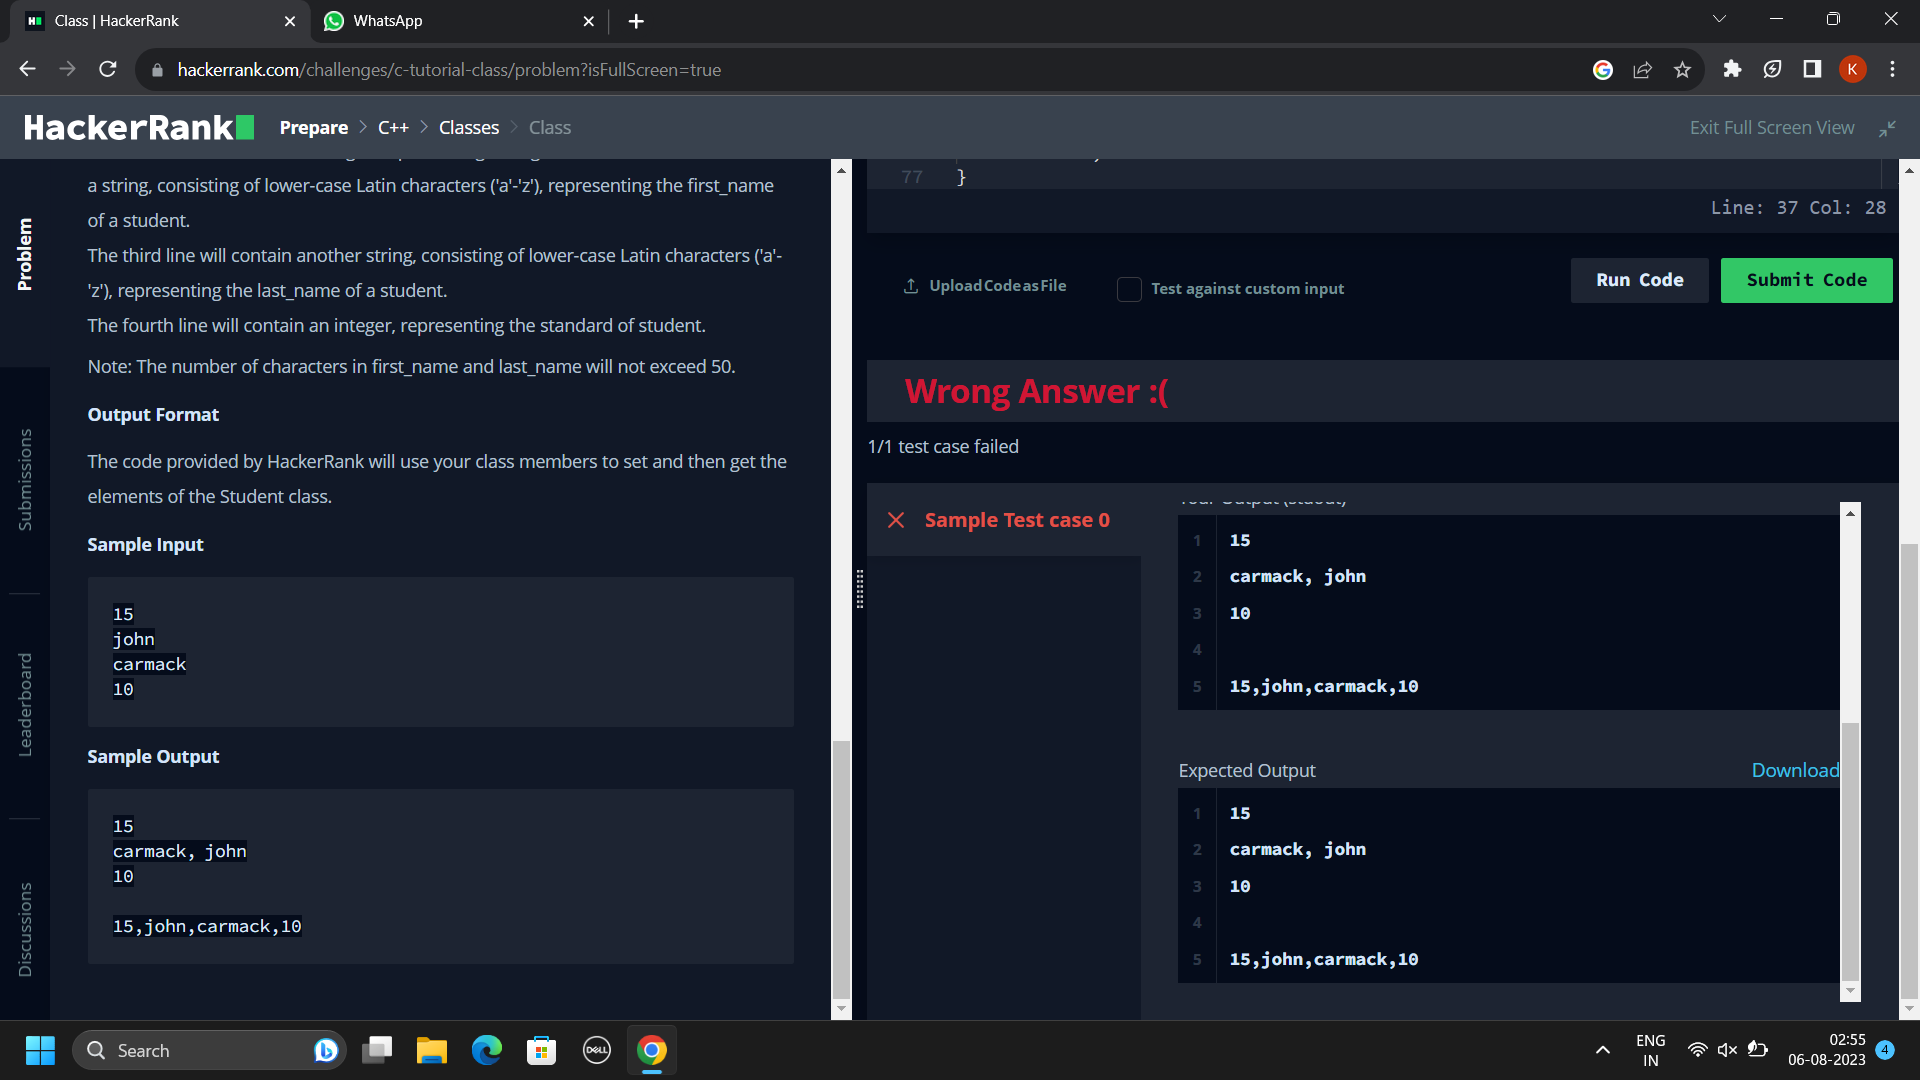 Class | HackerRank
WhatsApp
hackerrank.com/challenges/c-tutorial-class/problem?isFullScreen=true
K
HackerRank
Prepare > C++ > Classes > Class
Exit Full Screen View
Problem
Submissions
Leaderboard
Discussions
a string, consisting of lower-case Latin characters ('a'-'z'), representing the first_name
of a student.
The third line will contain another string, consisting of lower-case Latin characters ('a'-
'z'), representing the last_name of a student.
The fourth line will contain an integer, representing the standard of student.
Note: The number of characters in first_name and last_name will not exceed 50.
Output Format
The code provided by HackerRank will use your class members to set and then get the
elements of the Student class.
Sample Input
15
john
carmack
10
Sample Output
15
carmack, john
10
15,john,carmack,10
77 }
Line: 37 Col: 28
Upload Code as File
Test against custom input
Run Code
Submit Code
Wrong Answer :(
1/1 test case failed
Sample Test case 0
Your Output (stdout)
1 15
2 carmack, john
3 10
4
5 15,john,carmack,10
Expected Output
Download
1 15
2 carmack, john
3 10
4
5 15,john,carmack,10
Search
DELL
ENG
IN
02:55
06-08-2023
4